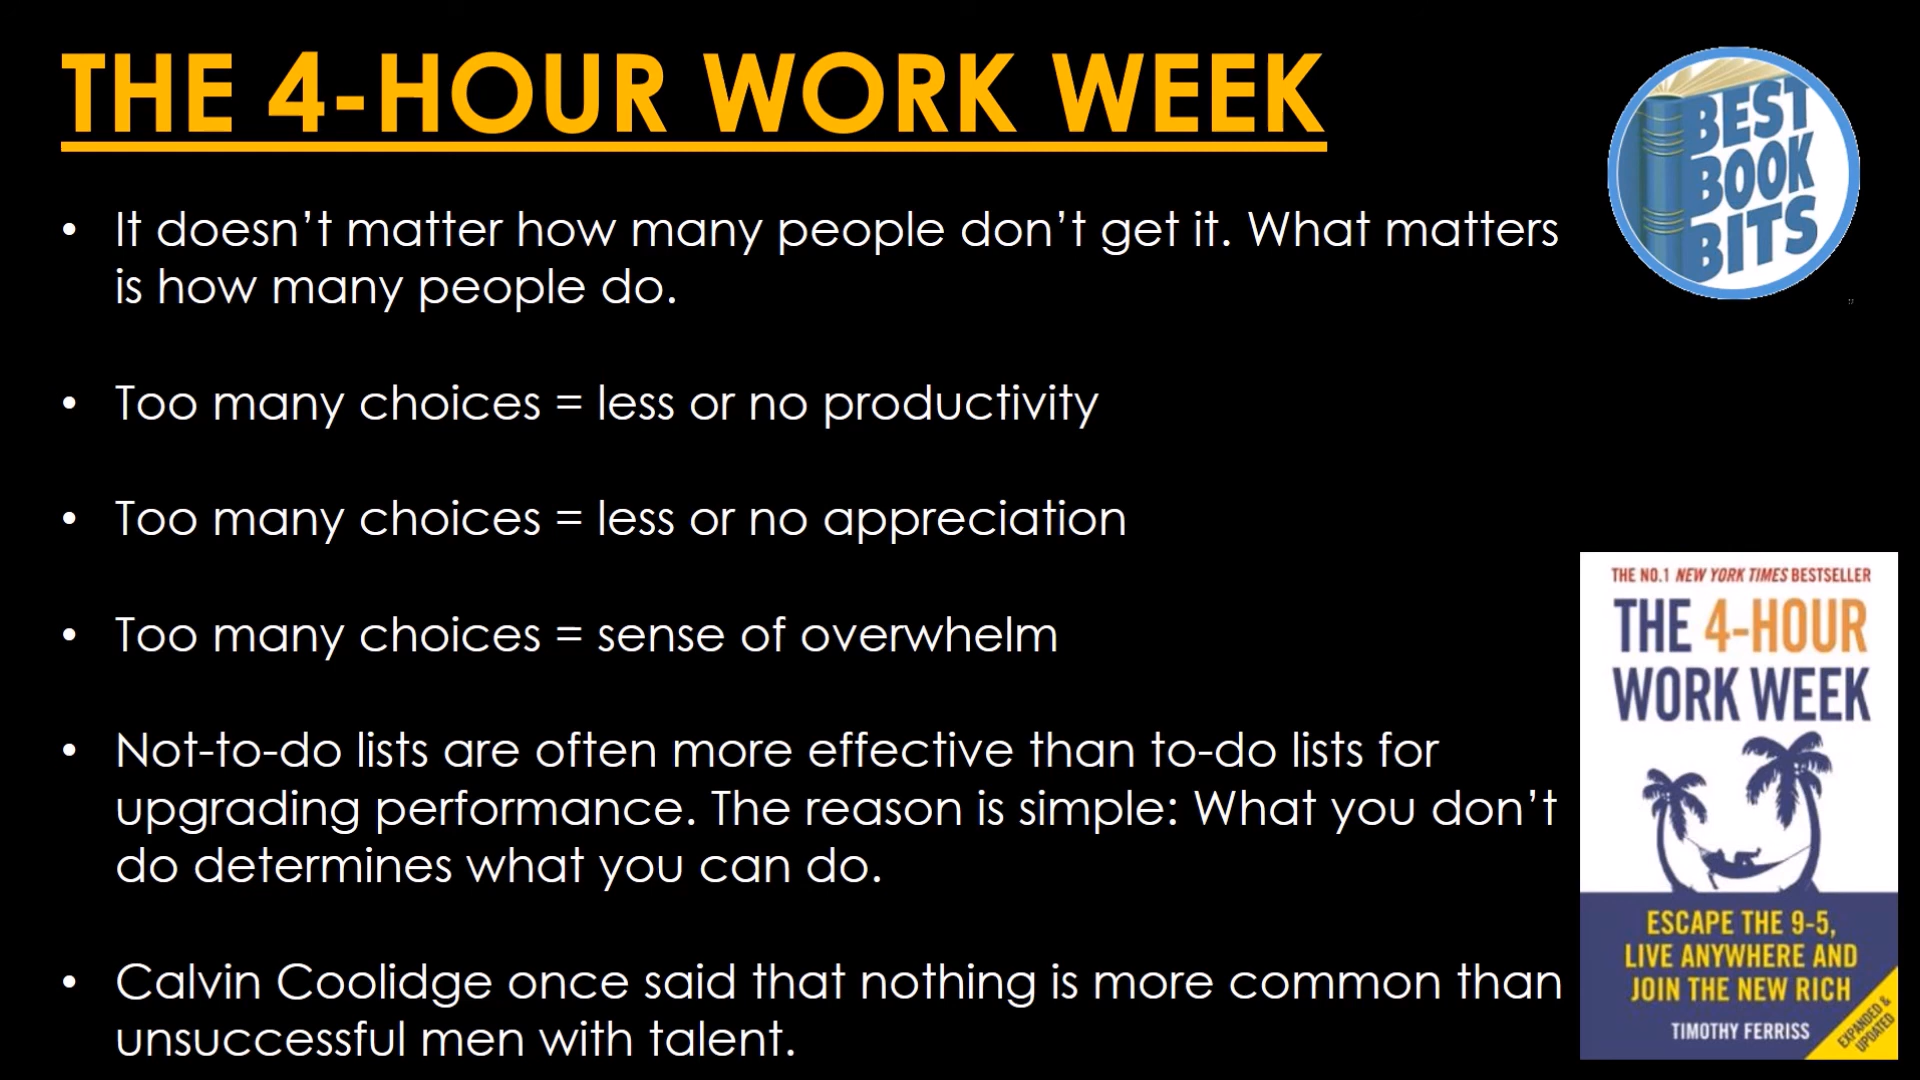 THE 4-HOUR WORK WEEK
BEST
BOOK
BITS
• It doesn’t matter how many people don’t get it. What matters
is how many people do.
• Too many choices = less or no productivity
• Too many choices = less or no appreciation
• Too many choices = sense of overwhelm
• Not-to-do lists are often more effective than to-do lists for
upgrading performance. The reason is simple: What you don’t
do determines what you can do.
• Calvin Coolidge once said that nothing is more common than
unsuccessful men with talent.
THE NO.1 NEW YORK TIMES BESTSELLER
THE 4-HOUR
WORK WEEK
ESCAPE THE 9-5,
LIVE ANYWHERE AND
JOIN THE NEW RICH
TIMOTHY FERRISS
EXPANDED &
UPDATED